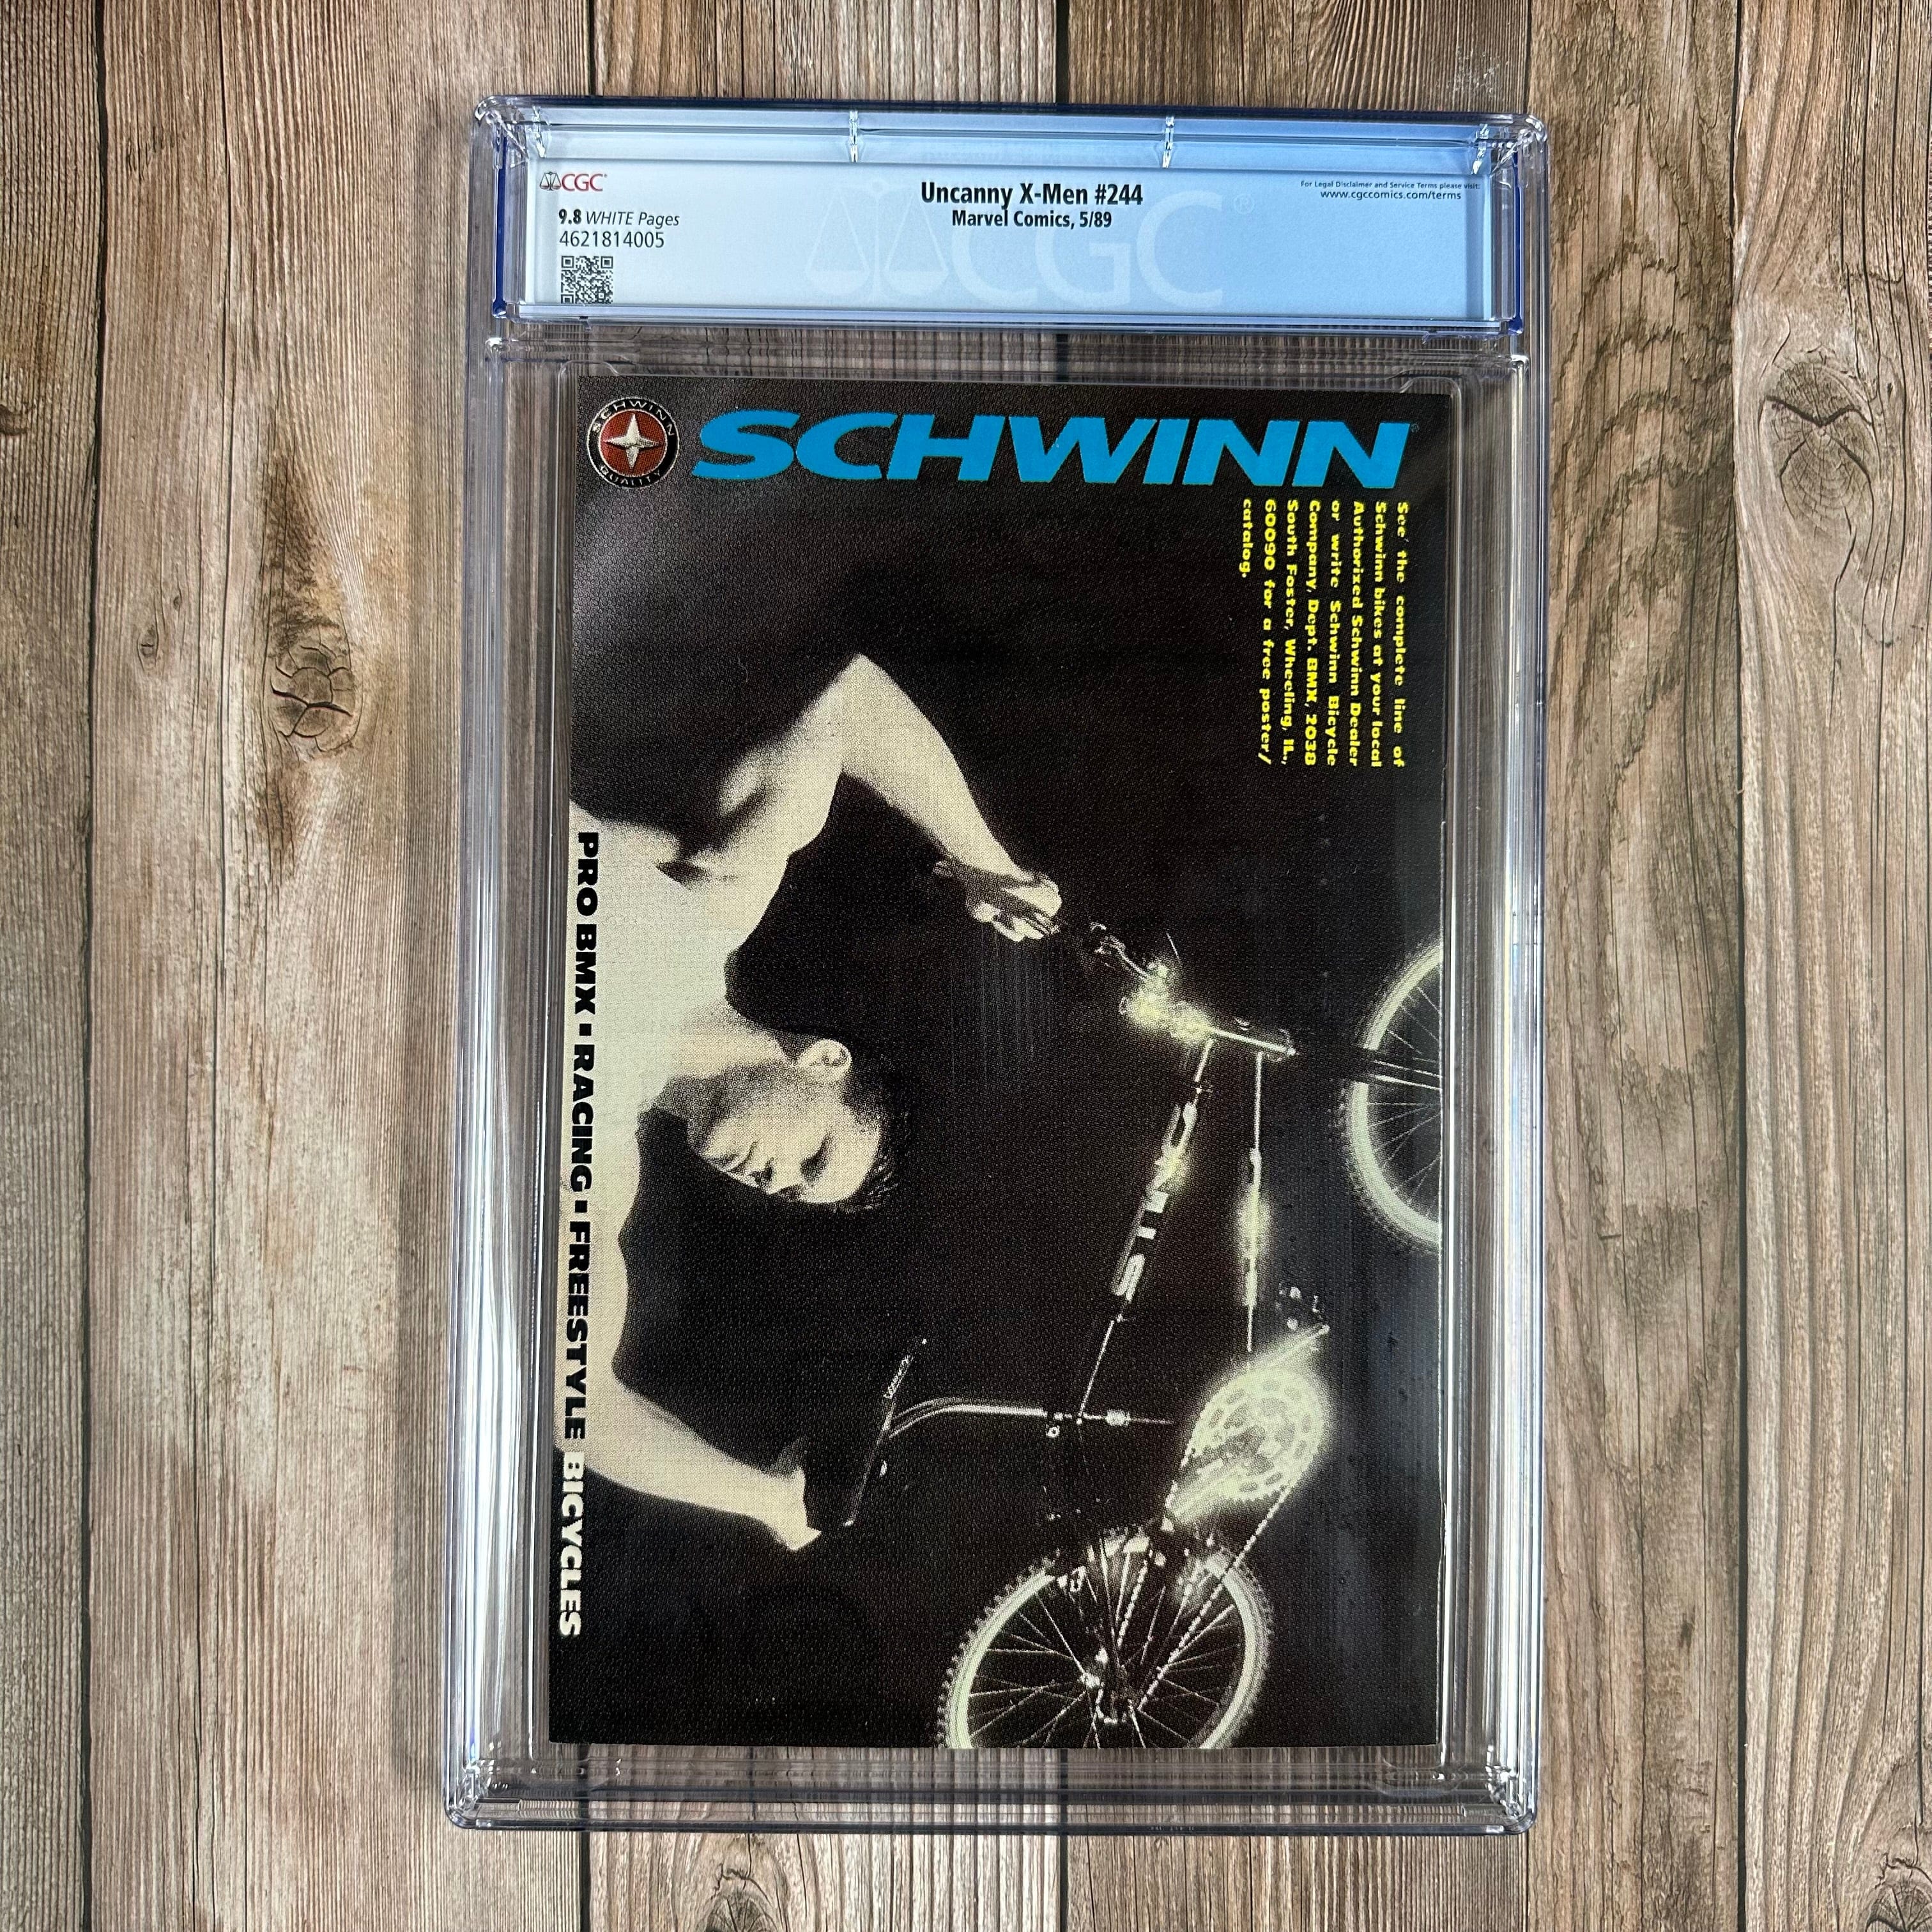 CGC
Uncanny X-Men #244
Marvel Comics, 5/89
For Legal Disclaimer and Service Terms please visit:
www.cgccomics.com/terms
9.8 WHITE Pages
4621814005
CGC
SCHWINN
QUALITY
SCHWINN
See the complete line of
Schwinn bikes at your local
Authorized Schwinn Dealer
or write Schwinn Bicycle
Company, Dept. BMX, 2038
South Foster, Wheeling, IL.,
60090 for a free poster/
catalog.
PRO BMX ▪ RACING ▪ FREESTYLE BICYCLES